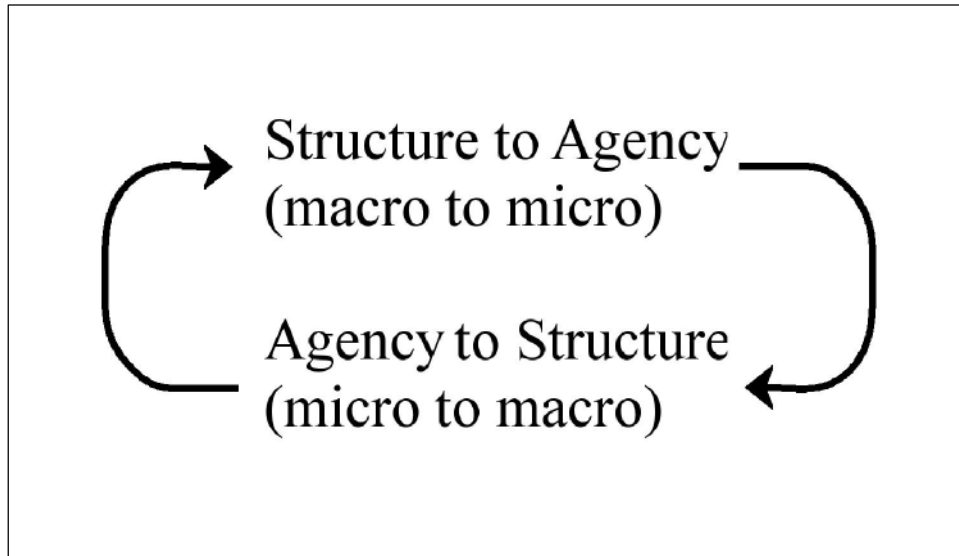 Structure to Agency
(macro to micro)
Agency to Structure
(micro to macro)